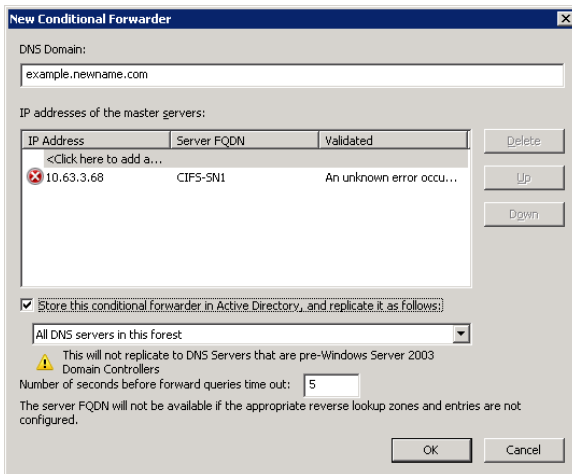 New Conditional Forwarder
DNS Domain:
example.newname.com
IP addresses of the master servers:
IP Address Server FQDN Validated
<Click here to add a...
10.63.3.68 CIFS-SN1 An unknown error occu...
Delete
Up
Down
Store this conditional forwarder in Active Directory, and replicate it as follows:
All DNS servers in this forest
This will not replicate to DNS Servers that are pre-Windows Server 2003
Domain Controllers
Number of seconds before forward queries time out: 5
The server FQDN will not be available if the appropriate reverse lookup zones and entries are not
configured.
OK Cancel